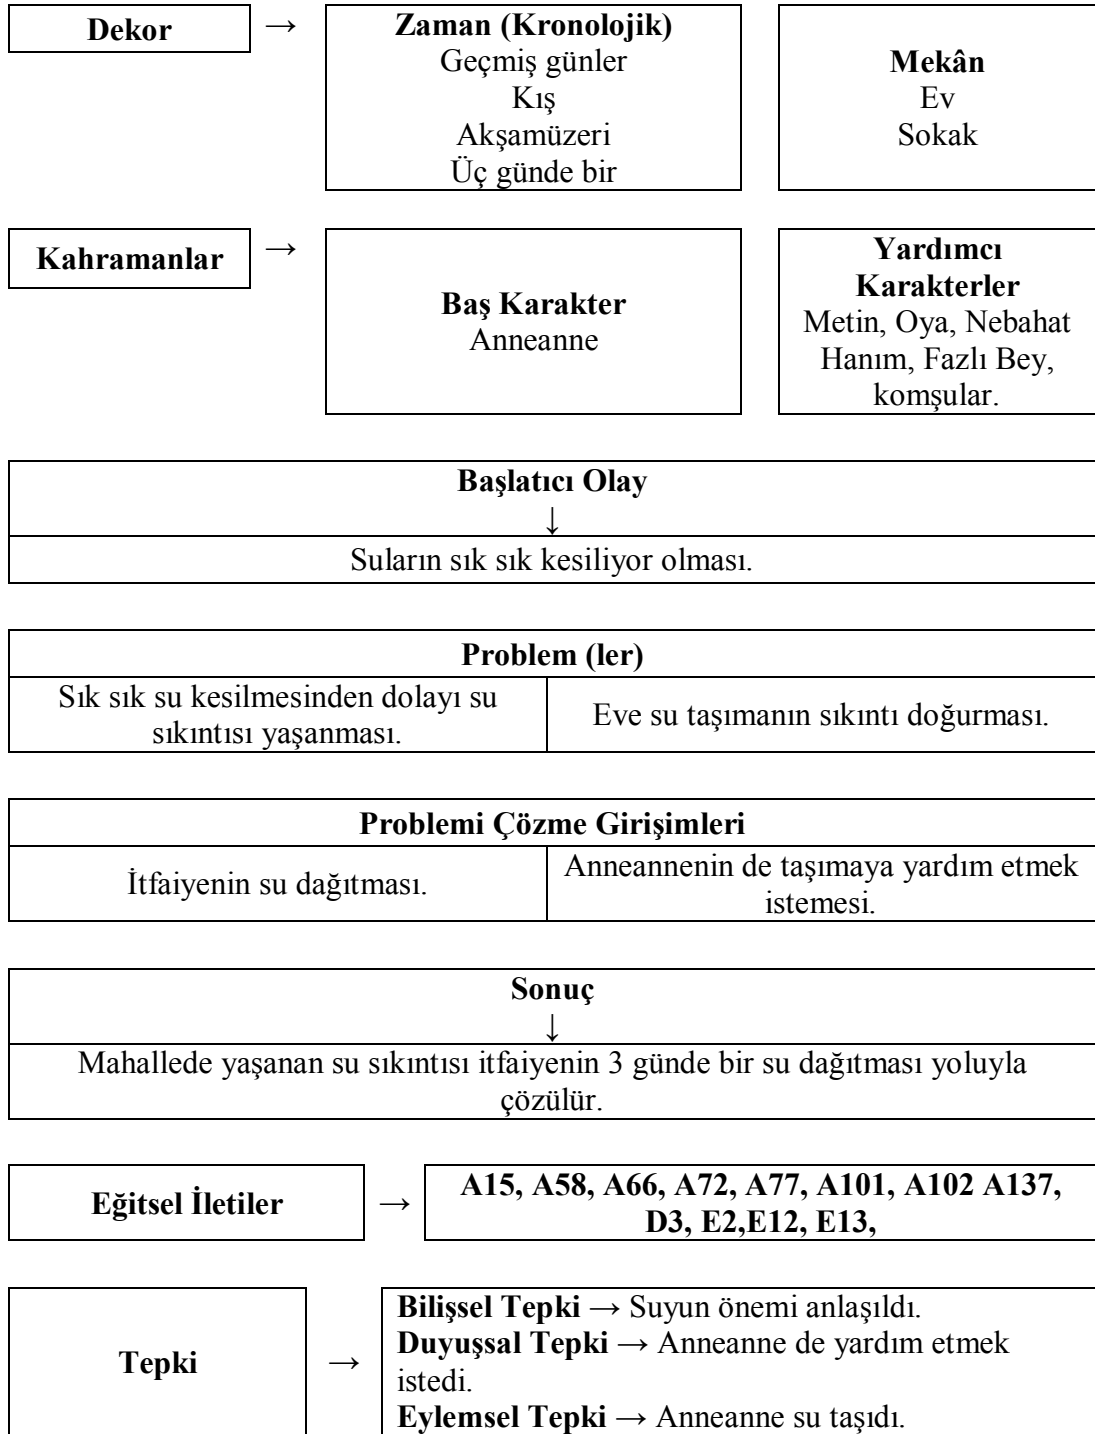 Dekor
→
Zaman (Kronolojik)
Geçmiş günler
Kış
Akşamüzeri
Üç günde bir
Mekân
Ev
Sokak
Kahramanlar
→
Baş Karakter
Anneanne
Yardımcı
Karakterler
Metin, Oya, Nebahat
Hanım, Fazlı Bey,
komşular.
Başlatıcı Olay
↓
Suların sık sık kesiliyor olması.
Problem (ler)
Sık sık su kesilmesinden dolayı su
sıkıntısı yaşanması.
Eve su taşımanın sıkıntı doğurması.
Problemi Çözme Girişimleri
İtfaiyenin su dağıtması.
Anneannenin de taşımaya yardım etmek
istemesi.
Sonuç
↓
Mahallede yaşanan su sıkıntısı itfaiyenin 3 günde bir su dağıtması yoluyla
çözülür.
Eğitsel İletiler
→
A15, A58, A66, A72, A77, A101, A102 A137,
D3, E2,E12, E13,
Tepki
→
Bilişsel Tepki → Suyun önemi anlaşıldı.
Duyuşsal Tepki → Anneanne de yardım etmek
istedi.
Eylemsel Tepki → Anneanne su taşıdı.